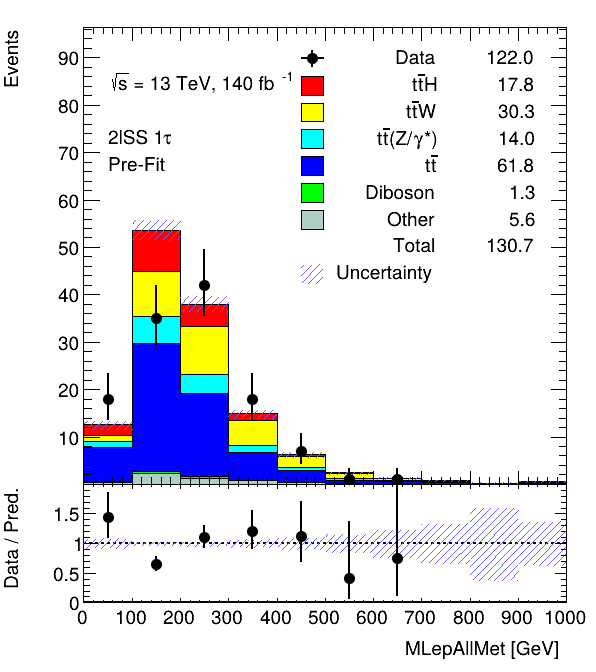 Events
90
80
70
60
50
40
30
20
10
√s = 13 TeV, 140 fb⁻¹
2lSS 1τ
Pre-Fit
Data 122.0
tt̄H 17.8
tt̄W 30.3
tt̄(Z/γ*) 14.0
tt̄ 61.8
Diboson 1.3
Other 5.6
Total 130.7
Uncertainty
Data / Pred.
1.5
1
0.5
0
0 100 200 300 400 500 600 700 800 900 1000
MLepAllMet [GeV]